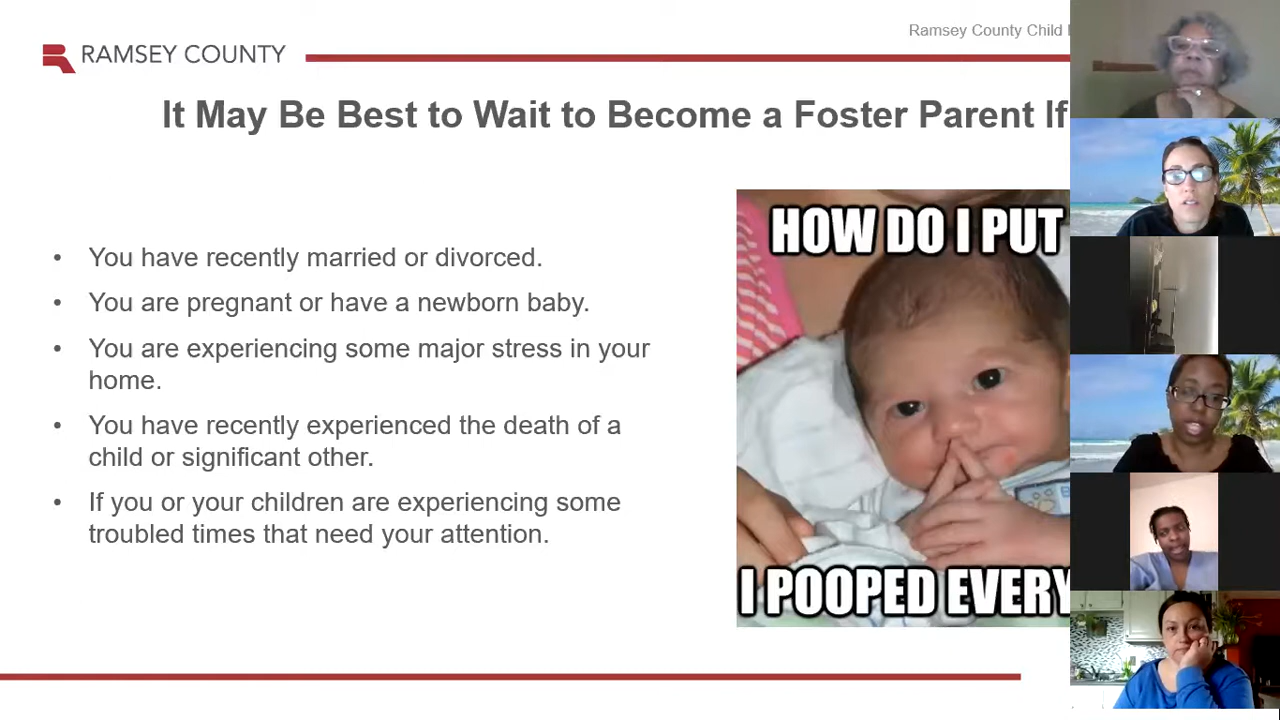 Ramsey County Child
RAMSEY COUNTY
It May Be Best to Wait to Become a Foster Parent If
• You have recently married or divorced.
• You are pregnant or have a newborn baby.
• You are experiencing some major stress in your
home.
• You have recently experienced the death of a
child or significant other.
• If you or your children are experiencing some
troubled times that need your attention.
HOW DO I PUT
I POOPED EVERY